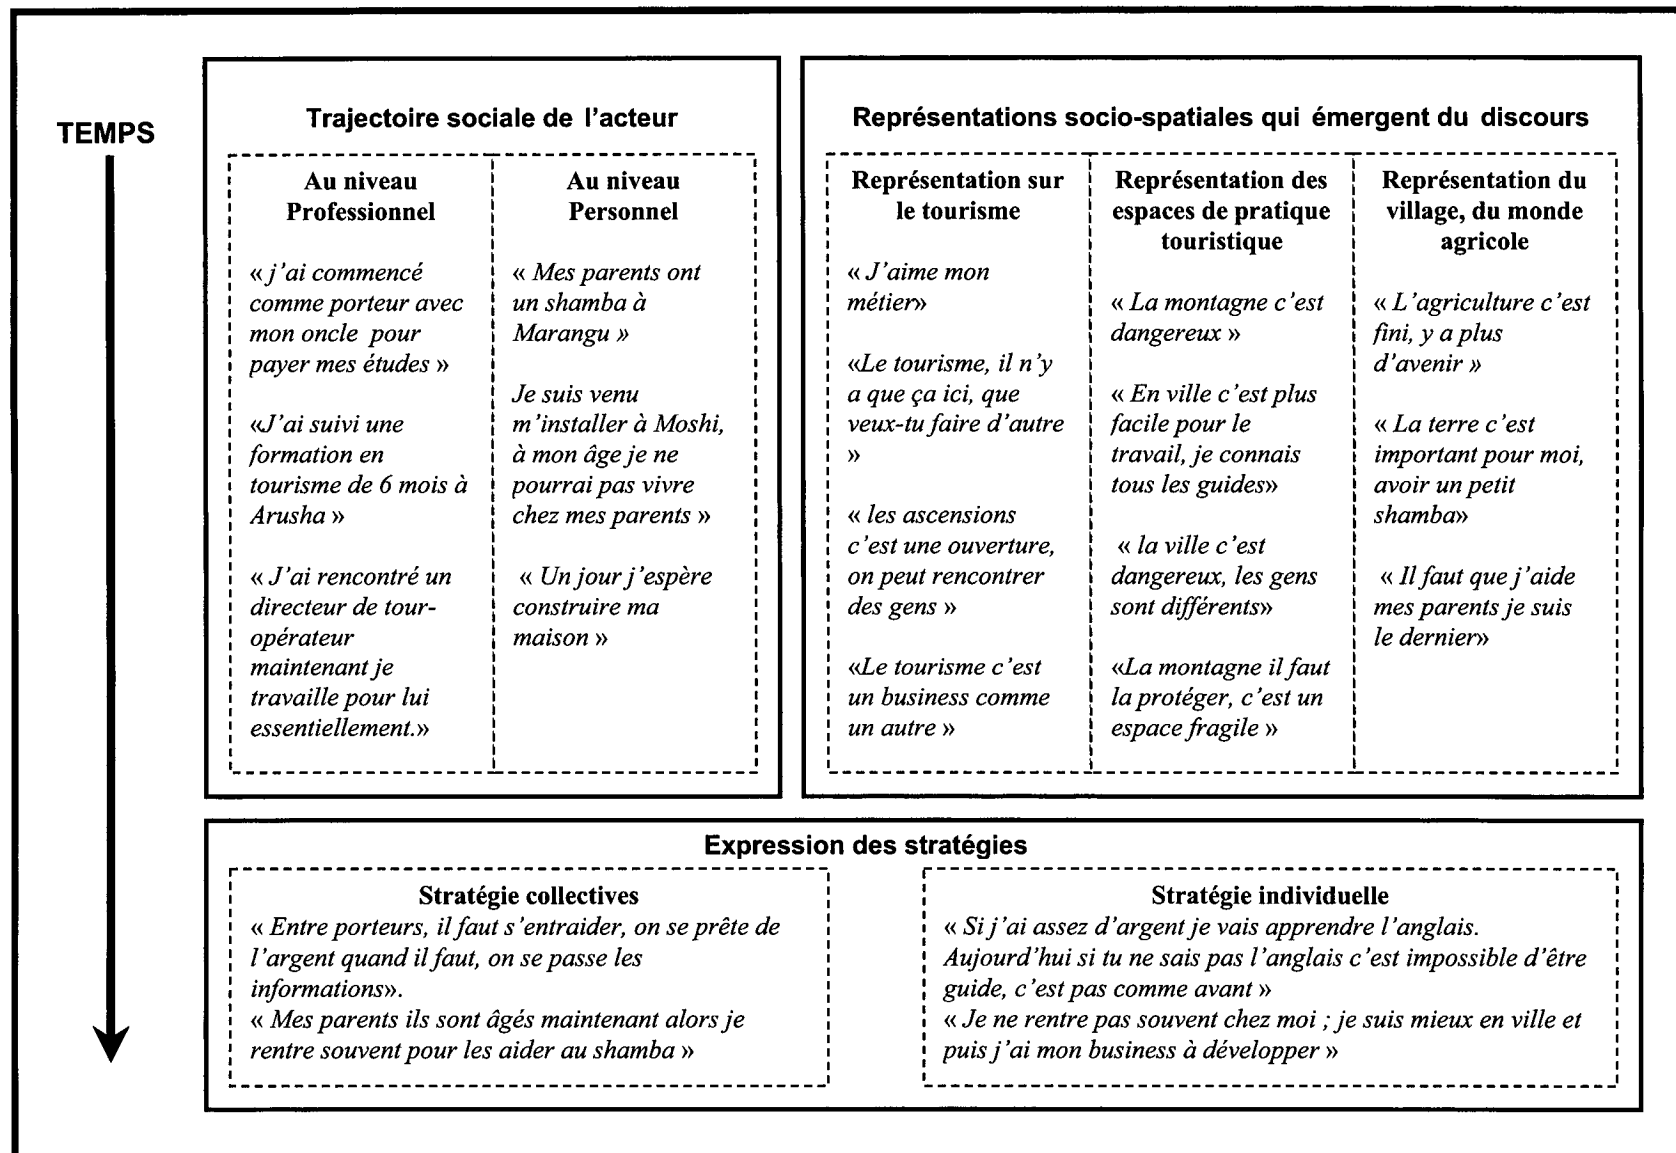 TEMPS
Trajectoire sociale de l'acteur
Au niveau
Professionnel
« j'ai commencé
comme porteur avec
mon oncle pour
payer mes études »
«J'ai suivi une
formation en
tourisme de 6 mois à
Arusha »
« J'ai rencontré un
directeur de tour-
opérateur
maintenant je
travaille pour lui
essentiellement.»
Au niveau
Personnel
« Mes parents ont
un shamba à
Marangu »
Je suis venu
m'installer à Moshi,
à mon âge je ne
pourrai pas vivre
chez mes parents »
« Un jour j'espère
construire ma
maison »
Représentations socio-spatiales qui émergent du discours
Représentation sur
le tourisme
« J'aime mon
métier»
«Le tourisme, il n'y
a que ça ici, que
veux-tu faire d'autre
»
« les ascensions
c'est une ouverture,
on peut rencontrer
des gens »
«Le tourisme c'est
un business comme
un autre »
Représentation des
espaces de pratique
touristique
« La montagne c'est
dangereux »
« En ville c'est plus
facile pour le
travail, je connais
tous les guides»
« la ville c'est
dangereux, les gens
sont différents»
«La montagne il faut
la protéger, c'est un
espace fragile »
Représentation du
village, du monde
agricole
« L'agriculture c'est
fini, y a plus
d'avenir »
« La terre c'est
important pour moi,
avoir un petit
shamba»
« Il faut que j'aide
mes parents je suis
le dernier»
Expression des stratégies
Stratégie collectives
« Entre porteurs, il faut s'entraider, on se prête de
l'argent quand il faut, on se passe les
informations».
« Mes parents ils sont âgés maintenant alors je
rentre souvent pour les aider au shamba »
Stratégie individuelle
« Si j'ai assez d'argent je vais apprendre l'anglais.
Aujourd'hui si tu ne sais pas l'anglais c'est impossible d'être
guide, c'est pas comme avant »
« Je ne rentre pas souvent chez moi ; je suis mieux en ville et
puis j'ai mon business à développer »